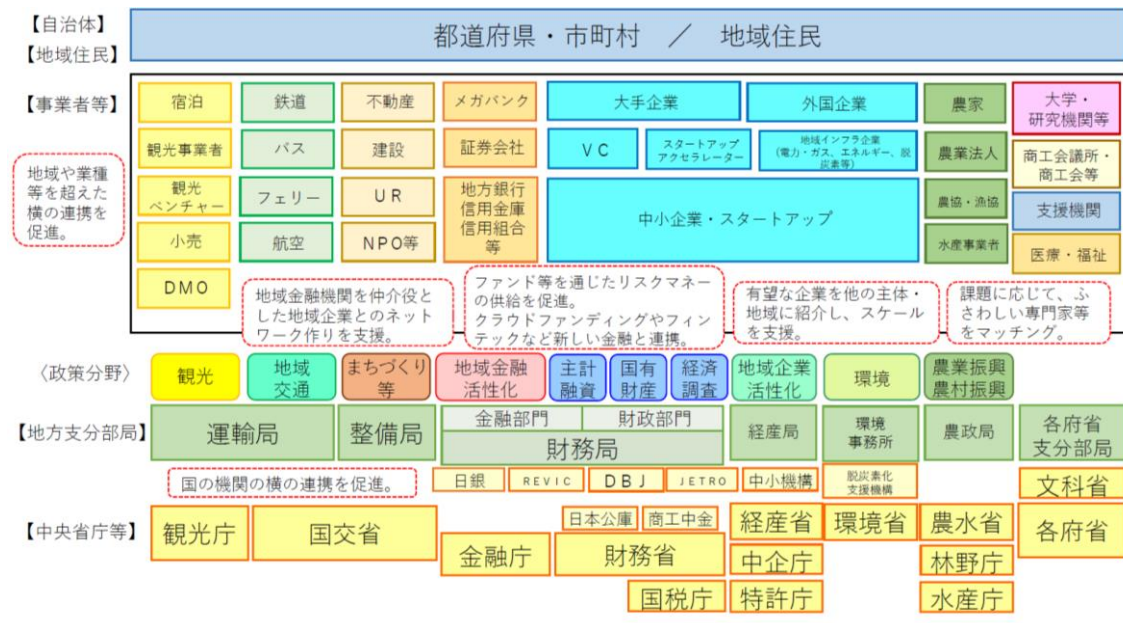 【自治体】
【地域住民】
都道府県・市町村 ／ 地域住民
【事業者等】
宿泊
鉄道
不動産
メガバンク
大手企業
外国企業
農家
大学・
研究機関等
観光事業者
バス
建設
証券会社
ＶＣ
スタートアップ
アクセラレーター
地域インフラ企業
（電力・ガス、エネルギー、脱
炭素等）
農業法人
商工会議所・
商工会等
地域や業種
等を超えた
横の連携を
促進。
観光
ベンチャー
フェリー
ＵＲ
地方銀行
信用金庫
信用組合
等
中小企業・スタートアップ
農協・漁協
支援機関
小売
航空
NPO等
水産事業者
医療・福祉
DMO
地域金融機関を仲介役と
した地域企業とのネット
ワーク作りを支援。
ファンド等を通じたリスクマネー
の供給を促進。
クラウドファンディングやフィン
テックなど新しい金融と連携。
有望な企業を他の主体・
地域に紹介し、スケール
を支援。
課題に応じて、ふ
さわしい専門家等
をマッチング。
〈政策分野〉
観光
地域
交通
まちづくり
等
地域金融
活性化
主計
融資
国有
財産
経済
調査
地域企業
活性化
環境
農業振興
農村振興
【地方支分部局】
運輸局
整備局
金融部門
財政部門
財務局
経産局
環境
事務所
農政局
各府省
支分部局
国の機関の横の連携を促進。
日銀
ＲＥＶＩＣ
ＤＢＪ
ＪＥＴＲＯ
中小機構
脱炭素化
支援機構
文科省
【中央省庁等】
観光庁
国交省
金融庁
日本公庫
商工中金
財務省
国税庁
経産省
中企庁
特許庁
環境省
農水省
林野庁
水産庁
各府省